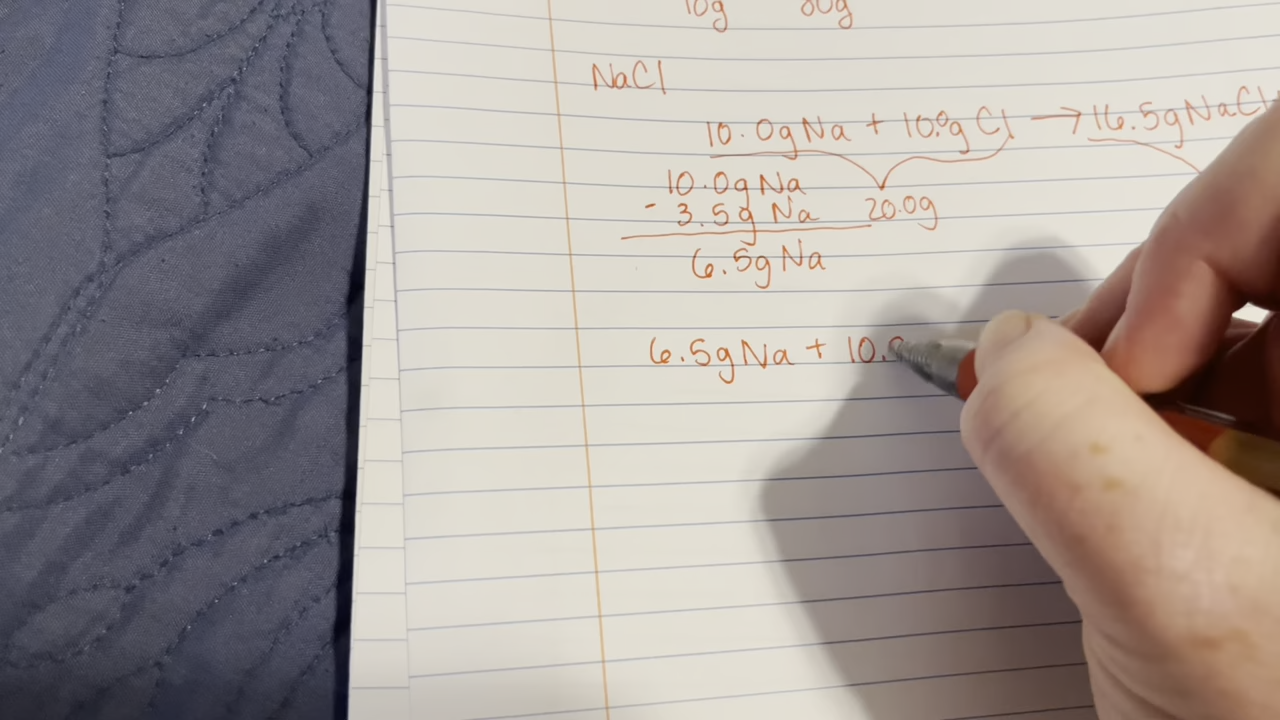 10g 80g
NaCl
10.0g Na + 10.0g Cl → 16.5g NaCl
10.0g Na
- 3.5g Na 20.0g
6.5g Na
6.5g Na + 10.